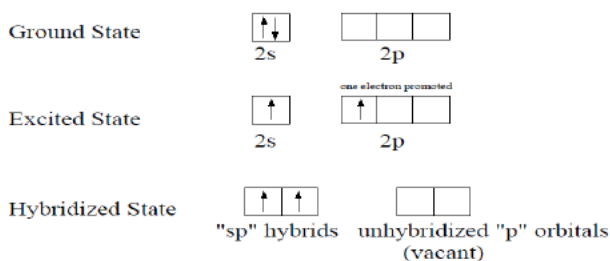 Ground State
2s 2p
one electron promoted
Excited State
2s 2p
Hybridized State
"sp" hybrids unhybridized "p" orbitals
(vacant)